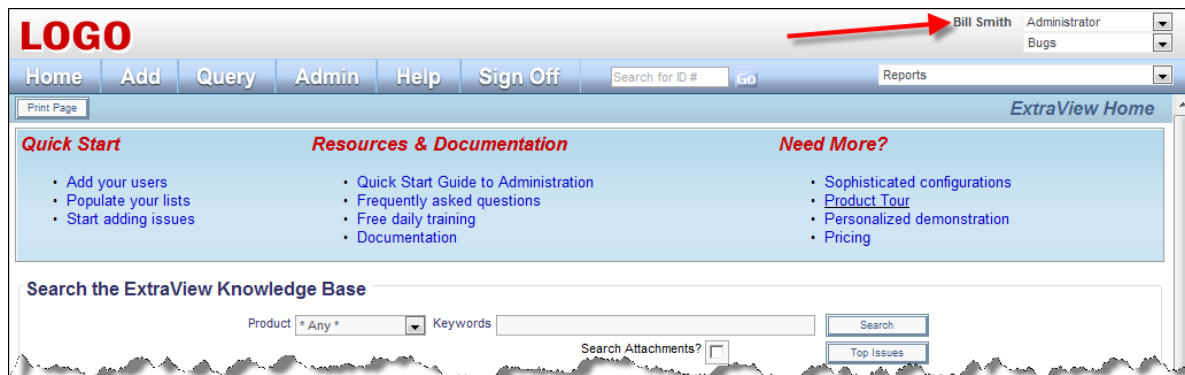 LOGO
Bill Smith Administrator
Bugs
Home Add Query Admin Help Sign Off Search for ID # Go Reports
Print Page ExtraView Home
Quick Start
• Add your users
• Populate your lists
• Start adding issues
Resources & Documentation
• Quick Start Guide to Administration
• Frequently asked questions
• Free daily training
• Documentation
Need More?
• Sophisticated configurations
• Product Tour
• Personalized demonstration
• Pricing
Search the ExtraView Knowledge Base
Product * Any * Keywords Search
Search Attachments? Top Issues